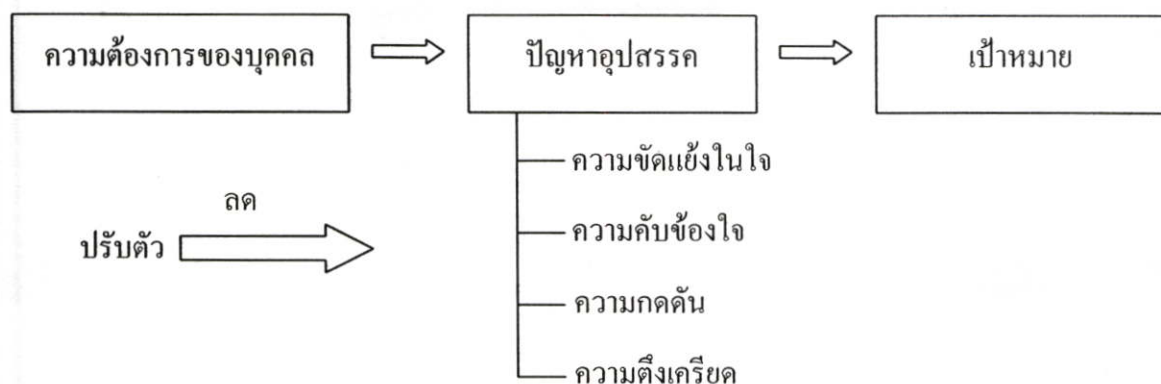 ความต้องการของบุคคล
ปัญหาอุปสรรค
เป้าหมาย
ความขัดแย้งในใจ
ลด
ปรับตัว
ความคับข้องใจ
ความกดดัน
ความตึงเครียด